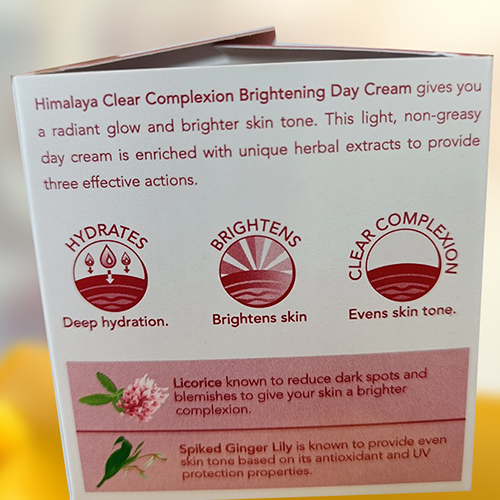 Himalaya Clear Complexion Brightening Day Cream gives you
a radiant glow and brighter skin tone. This light, non-greasy
day cream is enriched with unique herbal extracts to provide
three effective actions.
HYDRATES
Deep hydration.
BRIGHTENS
Brightens skin
CLEAR COMPLEXION
Evens skin tone.
Licorice known to reduce dark spots and
blemishes to give your skin a brighter
complexion.
Spiked Ginger Lily is known to provide even
skin tone based on its antioxidant and UV
protection properties.